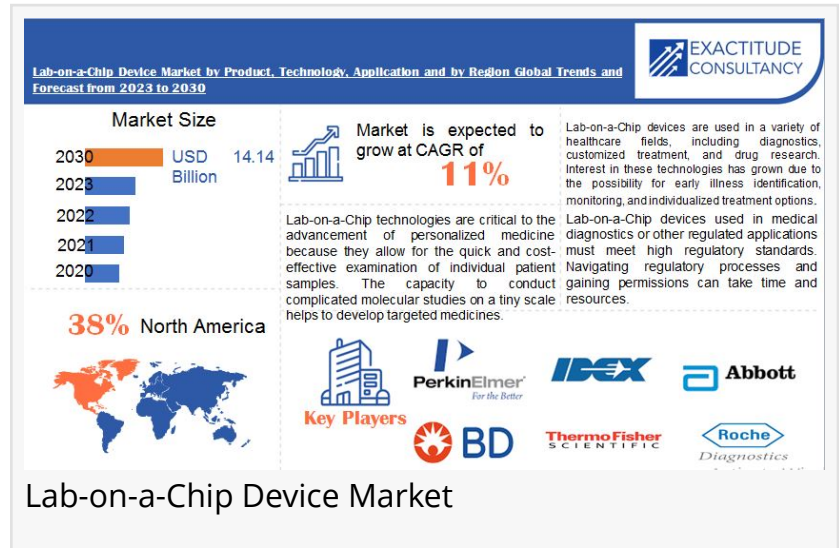 Lab-on-a-Chip Device Market by Product, Technology, Application and by Region Global Trends and
Forecast from 2023 to 2030
EXACTITUDE
CONSULTANCY
Market Size
2030
USD 14.14
Billion
2023
2022
2021
2020
Market is expected to
grow at CAGR of
11%
Lab-on-a-Chip devices are used in a variety of
healthcare fields, including diagnostics,
customized treatment, and drug research.
Interest in these technologies has grown due to
the possibility for early illness identification,
monitoring, and individualized treatment options.
Lab-on-a-Chip technologies are critical to the
advancement of personalized medicine
because they allow for the quick and cost-
effective examination of individual patient
samples. The capacity to conduct
complicated molecular studies on a tiny scale
helps to develop targeted medicines.
Lab-on-a-Chip devices used in medical
diagnostics or other regulated applications
must meet high regulatory standards.
Navigating regulatory processes and
gaining permissions can take time and
resources.
38% North America
Key Players
PerkinElmer
For the Better
IDEX
Abbott
BD
ThermoFisher
SCIENTIFIC
Roche
Diagnostics
Lab-on-a-Chip Device Market